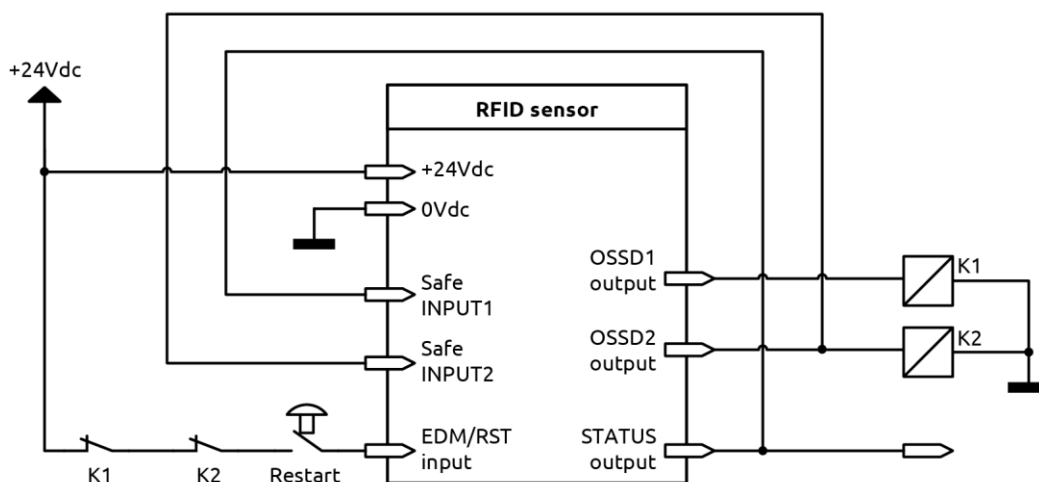 +24Vdc
RFID sensor
+24Vdc
0Vdc
Safe
INPUT1
Safe
INPUT2
EDM/RST
input
OSSD1
output
OSSD2
output
STATUS
output
K1
K2
K1
K2
Restart